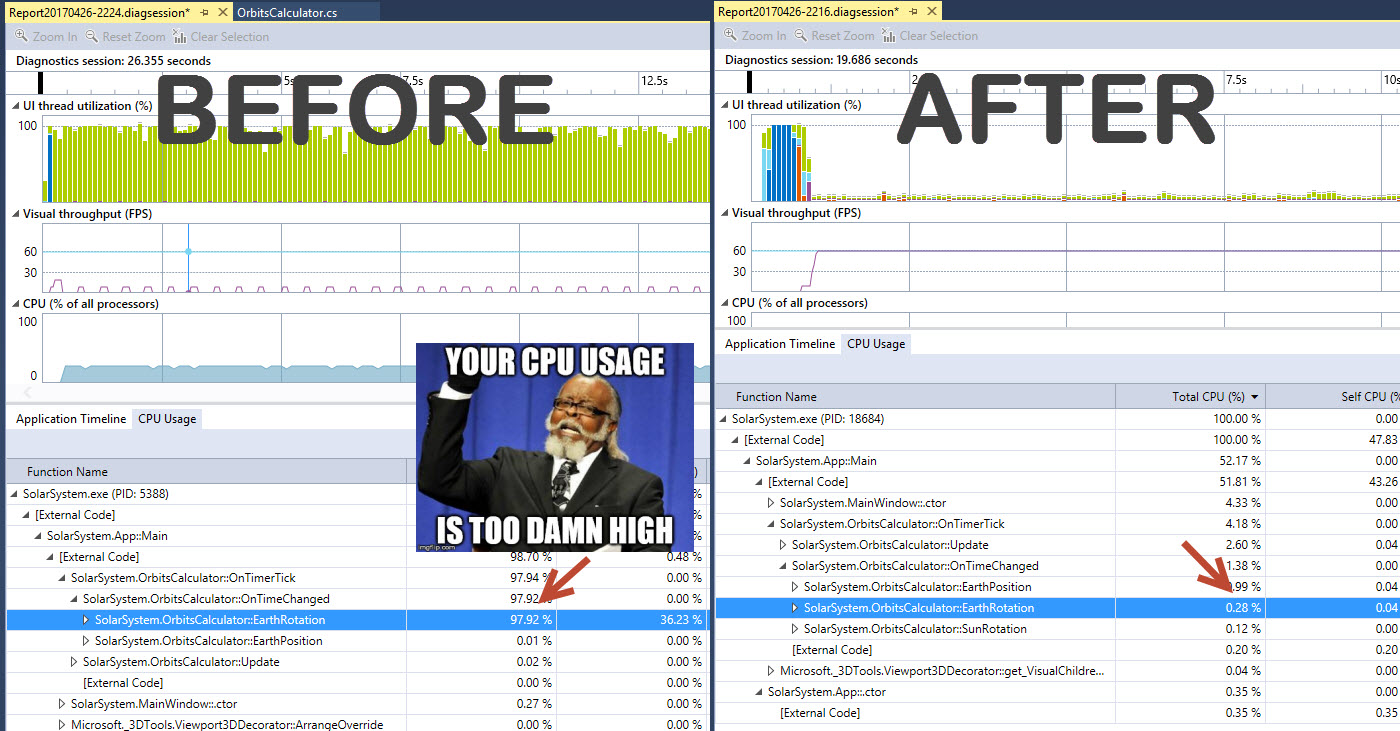 Report20170426-2224.diagsession*
OrbitsCalculator.cs
Zoom In Reset Zoom Clear Selection
Diagnostics session: 26.355 seconds
BEFORE
5s 7.5s 12.5s
UI thread utilization (%)
100
Visual throughput (FPS)
60
30
CPU (% of all processors)
100
0
YOUR CPU USAGE
IS TOO DAMN HIGH
imgflip.com
Application Timeline CPU Usage
Function Name
SolarSystem.exe (PID: 5388)
[External Code]
SolarSystem.App::Main
[External Code] 98.70 % 0.48 %
SolarSystem.OrbitsCalculator::OnTimerTick 97.94 % 0.00 %
SolarSystem.OrbitsCalculator::OnTimeChanged 97.92 0.00 %
SolarSystem.OrbitsCalculator::EarthRotation 97.92 % 36.23 %
SolarSystem.OrbitsCalculator::EarthPosition 0.01 % 0.00 %
SolarSystem.OrbitsCalculator::Update 0.02 % 0.00 %
[External Code] 0.00 % 0.00 %
SolarSystem.MainWindow::.ctor 0.27 % 0.00 %
Microsoft._3DTools.Viewport3DDecorator::ArrangeOverride 0.00 % 0.00 %
Report20170426-2216.diagsession*
Zoom In Reset Zoom Clear Selection
Diagnostics session: 19.686 seconds
AFTER
7.5s 10s
UI thread utilization (%)
100
Visual throughput (FPS)
60
30
CPU (% of all processors)
100
Application Timeline CPU Usage
Function Name Total CPU (%) Self CPU (%
SolarSystem.exe (PID: 18684) 100.00 % 0.00
[External Code] 100.00 % 47.83
SolarSystem.App::Main 52.17 % 0.00
[External Code] 51.81 % 43.26
SolarSystem.MainWindow::.ctor 4.33 % 0.00
SolarSystem.OrbitsCalculator::OnTimerTick 4.18 % 0.00
SolarSystem.OrbitsCalculator::Update 2.60 % 0.04
SolarSystem.OrbitsCalculator::OnTimeChanged 1.38 % 0.00
SolarSystem.OrbitsCalculator::EarthPosition .99 % 0.04
SolarSystem.OrbitsCalculator::EarthRotation 0.28 % 0.04
SolarSystem.OrbitsCalculator::SunRotation 0.12 % 0.00
[External Code] 0.20 % 0.20
Microsoft._3DTools.Viewport3DDecorator::get_VisualChildre... 0.04 % 0.00
SolarSystem.App::.ctor 0.35 % 0.00
[External Code] 0.35 % 0.35